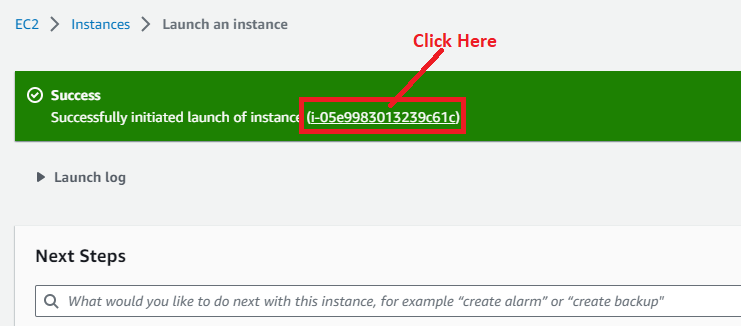 EC2 > Instances > Launch an instance
Click Here
Success
Successfully initiated launch of instance (i-05e9983013239c61c)
Launch log
Next Steps
What would you like to do next with this instance, for example “create alarm” or “create backup"